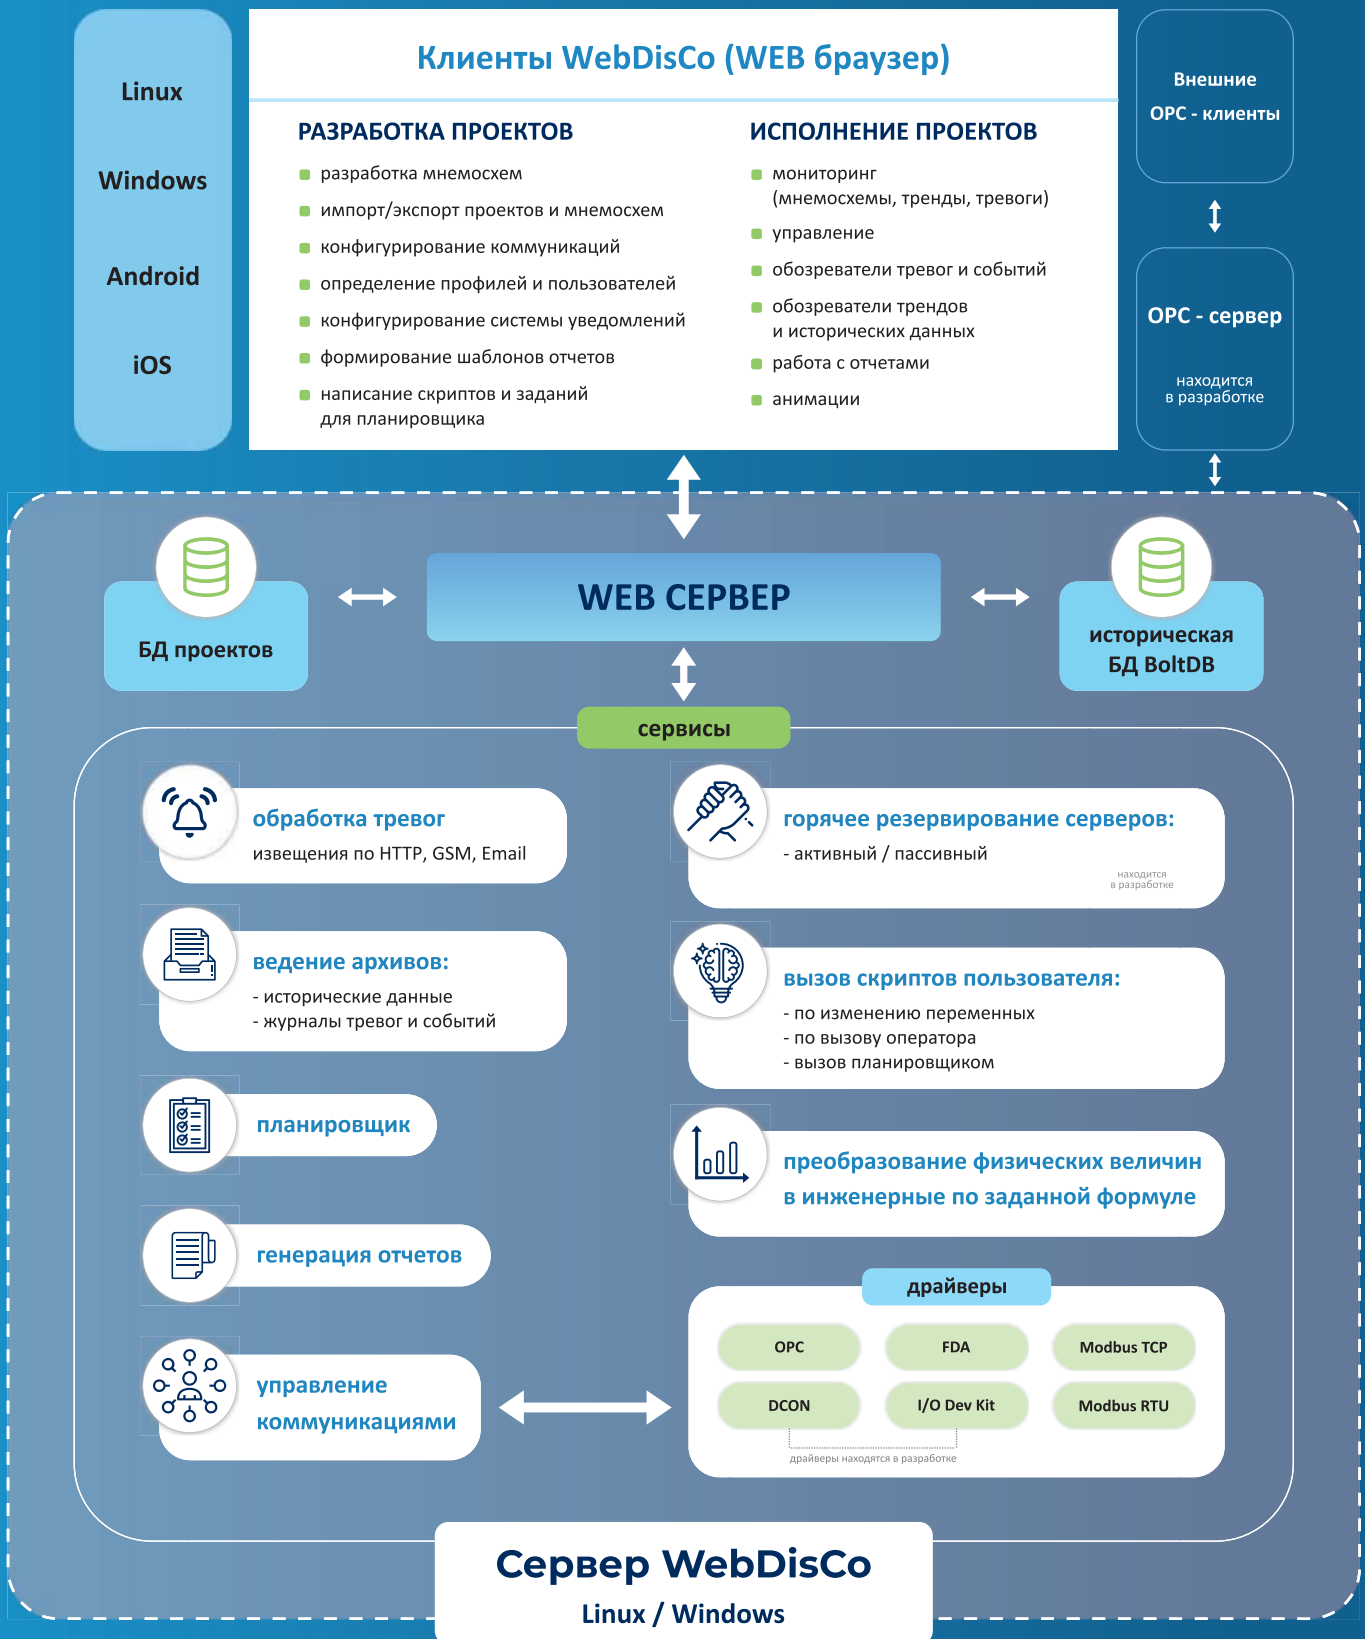 Linux
Windows
Android
iOS
Клиенты WebDisCo (WEB браузер)
РАЗРАБОТКА ПРОЕКТОВ
разработка мнемосхем
импорт/экспорт проектов и мнемосхем
конфигурирование коммуникаций
определение профилей и пользователей
конфигурирование системы уведомлений
формирование шаблонов отчетов
написание скриптов и заданий
для планировщика
ИСПОЛНЕНИЕ ПРОЕКТОВ
мониторинг
(мнемосхемы, тренды, тревоги)
управление
обозреватели тревог и событий
обозреватели трендов
и исторических данных
работа с отчетами
анимации
Внешние
ОРС - клиенты
ОРС - сервер
находится
в разработке
БД проектов
WEB СЕРВЕР
историческая
БД BoltDB
сервисы
обработка тревог
извещения по HTTP, GSM, Email
ведение архивов:
- исторические данные
- журналы тревог и событий
планировщик
генерация отчетов
управление
коммуникациями
горячее резервирование серверов:
- активный / пассивный
находится
в разработке
вызов скриптов пользователя:
- по изменению переменных
- по вызову оператора
- вызов планировщиком
преобразование физических величин
в инженерные по заданной формуле
драйверы
OPC
FDA
Modbus TCP
DCON
I/O Dev Kit
Modbus RTU
драйверы находятся в разработке
Сервер WebDisCo
Linux / Windows